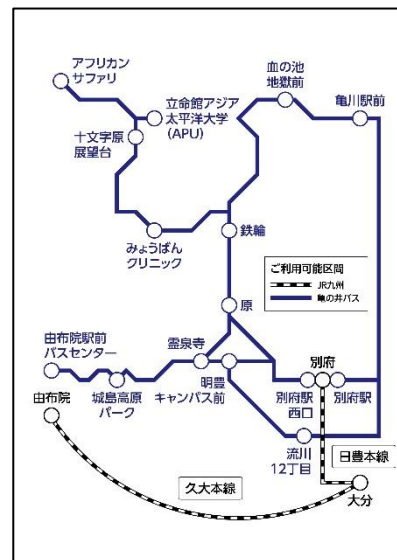 アフリカン
サファリ
立命館アジア
太平洋大学
(APU)
十文字原
展望台
血の池
地獄前
亀川駅前
みょうばん
クリニック
鉄輪
ご利用可能区間
JR九州
亀の井バス
原
由布院駅前
バスセンター
霊泉寺
別府
城島高原
パーク
明豊
キャンパス前
別府駅
西口
別府駅
由布院
流川
12丁目
日豊本線
久大本線
大分